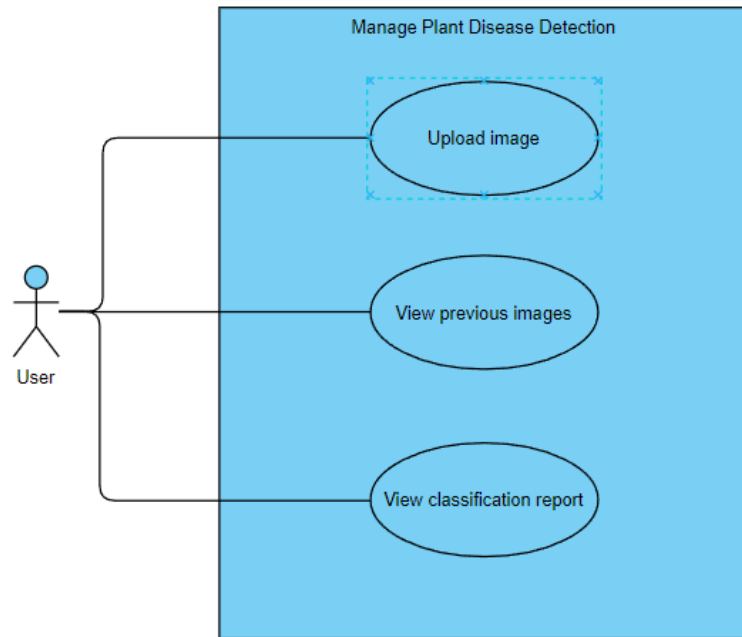 Manage Plant Disease Detection
Upload image
View previous images
User
View classification report